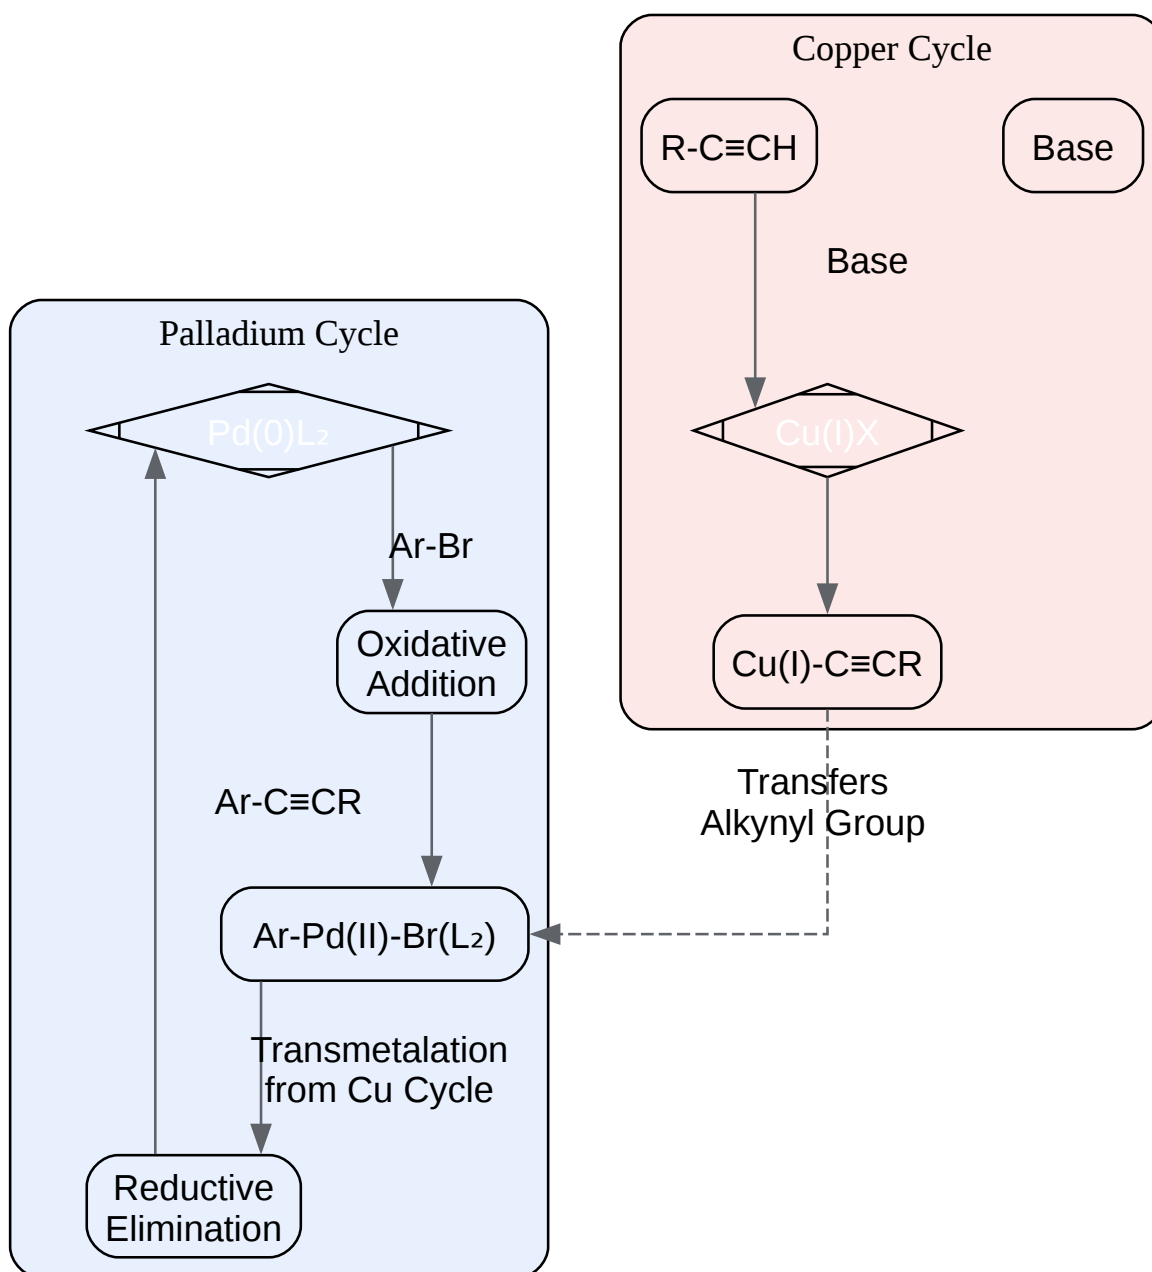 Copper Cycle
R-C≡CH
Base
Base
Palladium Cycle
Pd(0)L₂
Cu(I)X
Ar-Br
Oxidative
Addition
Cu(I)-C≡CR
Transfers
Alkynyl Group
Ar-C≡CR
Ar-Pd(II)-Br(L₂)
Transmetalation
from Cu Cycle
Reductive
Elimination